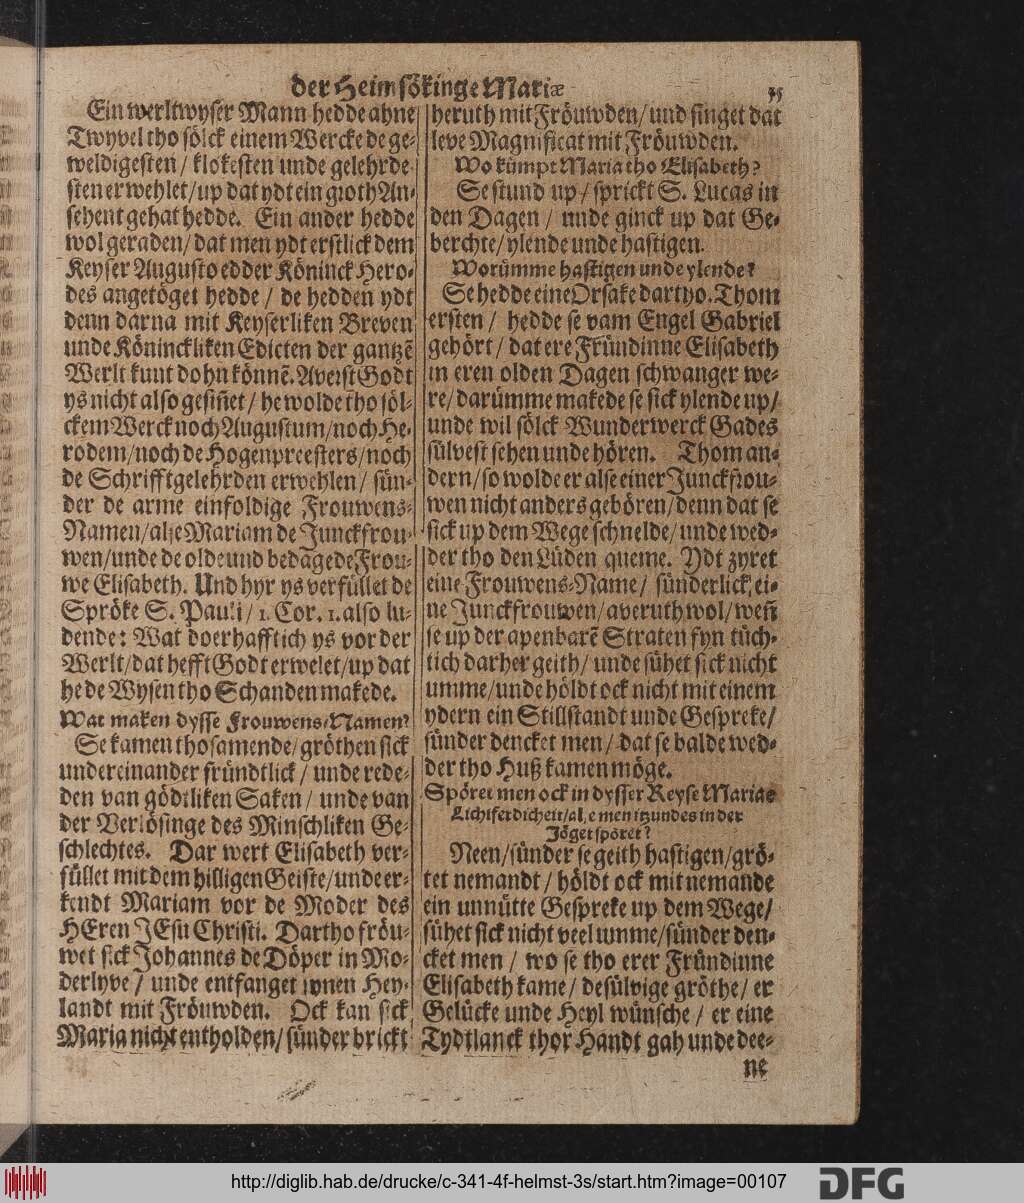 der Heimsökinge Mariæ
35
Ein werltwyser Mann hedde ahne
Twyvel tho sölck einem Wercke de ge-
weldigesten / klokesten unde gelehrde-
sten erwehlet / up dat ydt ein groth An-
sehent gehat hedde. Ein ander hedde
wol geraden / dat men ydt erstlick dem
Keyser Augusto edder Köninck Hero-
des angetöget hedde / de hedden ydt
denn darna mit Keyserliken Breven
unde Köninckliken Edicten der gantzē
Werlt kunt dohn könnē. Averst Godt
ys nicht also gesiñet / he wolde tho söl-
ckem Werck noch Augustum / noch He-
rodem / noch de Hogenpreesters / noch
de Schrifftgelehrden erwehlen / sün-
der de arme einfoldige Frouwens-
Namen / alse Mariam de Junckfrou-
wen / unde de olde und bedagede Frou-
we Elisabeth. Und hyr ys verfüllet de
Spröke S. Pauli / 1. Cor. 1. also lu-
dende: Wat doerhafftich ys vor der
Werlt / dat hefft Godt erwelet / up dat
he de Wysen tho Schanden makede.
Wat maken dysse Frouwens-Namen?
Se kamen thosamende / gröthen sick
undereinander fründtlick / unde rede-
den van gödtliken Saken / unde van
der Verlösinge des Minschliken Ge-
schlechtes. Dar wert Elisabeth ver-
füllet mit dem hilligen Geiste / unde er-
kendt Mariam vor de Moder des
HEren JEsu Christi. Dartho fröu-
wet sick Johannes de Döper in Mo-
derlyve / unde entfanget synen Hey-
landt mit Fröuwden. Ock kan sick
Maria nicht entholden / sünder brickt
heruth mit Fröuwden / und singet dat
leve Magnificat mit Fröuwden.
Wo kümpt Maria tho Elisabeth?
Se stund up / sprickt S. Lucas in
den Dagen / unde ginck up dat Ge-
berchte / ylende unde hastigen.
Worümme hastigen unde ylende?
Se hedde eine Orsake dartho. Thom
ersten / hedde se vam Engel Gabriel
gehört / dat ere Fründinne Elisabeth
in eren olden Dagen schwanger we-
re / darümme makede se sick ylende up /
unde wil sölck Wunderwerck Gades
sülvest sehen unde hören. Thom an-
dern / so wolde er alse einer Junckfrou-
wen nicht anders gebören / denn dat se
sick up dem Wege schnelde / unde wed-
der tho den Lüden queme. Ydt zyret
eine Frouwens-Name / sünderlick, ei-
ne Junckfrouwen / averuth wol / weñ
se up der apenbarē Straten fyn tüch-
tich darher geith / unde sühet sick nicht
umme / unde höldt ock nicht mit einem
ydern ein Stillstandt unde Gespreke /
sünder dencket men / dat se balde wed-
der tho Huß kamen möge.
Spöret men ock in dysser Reyse Mariae
Lichtferdicheit / alse men itzundes in der
Jöget spöret?
Neen / sünder se geith hastigen / grö-
tet nemandt / höldt ock mit nemande
ein unnütte Gespreke up dem Wege /
sühet sick nicht veel umme / sünder den-
cket men / wo se tho erer Fründinne
Elisabeth kame / desülvige gröthe / er
Gelücke unde Heyl wünsche / er eine
Tydtlanck thor Handt gah unde dee-
ne
http://diglib.hab.de/drucke/c-341-4f-helmst-3s/start.htm?image=00107
DFG